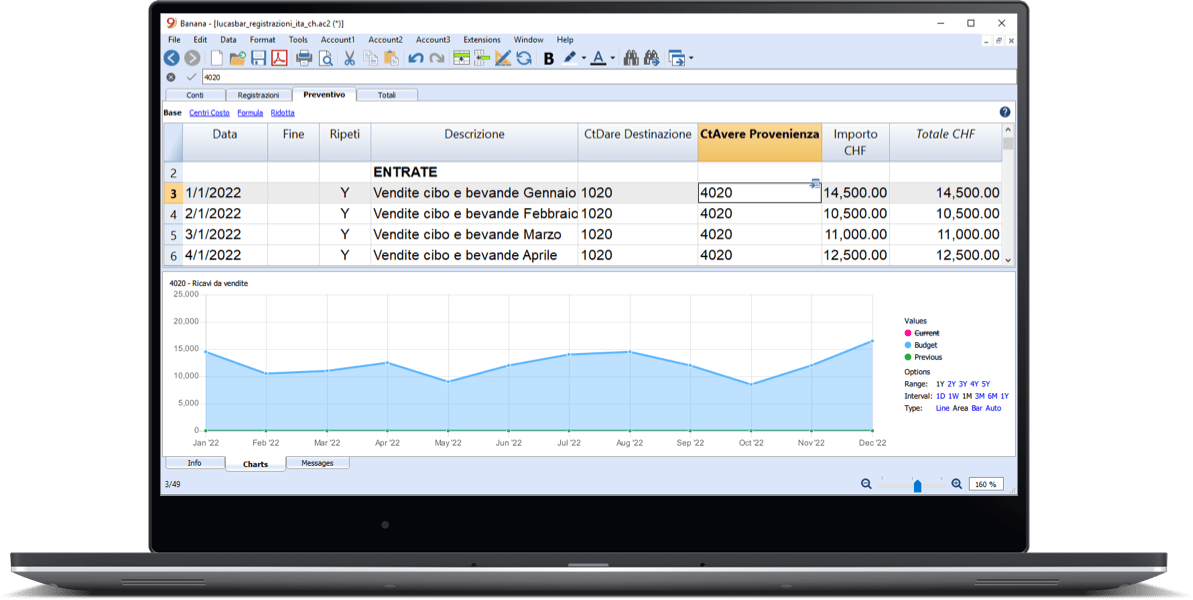 Banana - [lucasbar_registrazioni_ita_ch.ac2 (*)]
File Edit Data Format Tools Account1 Account2 Account3 Extensions Window Help
B A
4020
Conti Registrazioni Preventivo Totali
Base Centri Costo Formula Ridotta
Data Fine Ripeti Descrizione CtDare Destinazione CtAvere Provenienza Importo CHF Totale CHF
2 ENTRATE
3 1/1/2022 Y Vendite cibo e bevande Gennaio 1020 4020 14,500.00 14,500.00
4 2/1/2022 Y Vendite cibo e bevande Febbraio 1020 4020 10,500.00 10,500.00
5 3/1/2022 Y Vendite cibo e bevande Marzo 1020 4020 11,000.00 11,000.00
6 4/1/2022 Y Vendite cibo e bevande Aprile 1020 4020 12,500.00 12,500.00
4020 - Ricavi da vendite
25,000
20,000
15,000
10,000
5,000
0
Jan '22 Feb '22 Mar '22 Apr '22 May '22 Jun '22 Jul '22 Aug '22 Sep '22 Oct '22 Nov '22 Dec '22
Values
Current
Budget
Previous
Options
Range: 1Y 2Y 3Y 4Y 5Y
Interval: 1D 1W 1M 3M 6M 1Y
Type: Line Area Bar Auto
Info Charts Messages
3/49
160 %